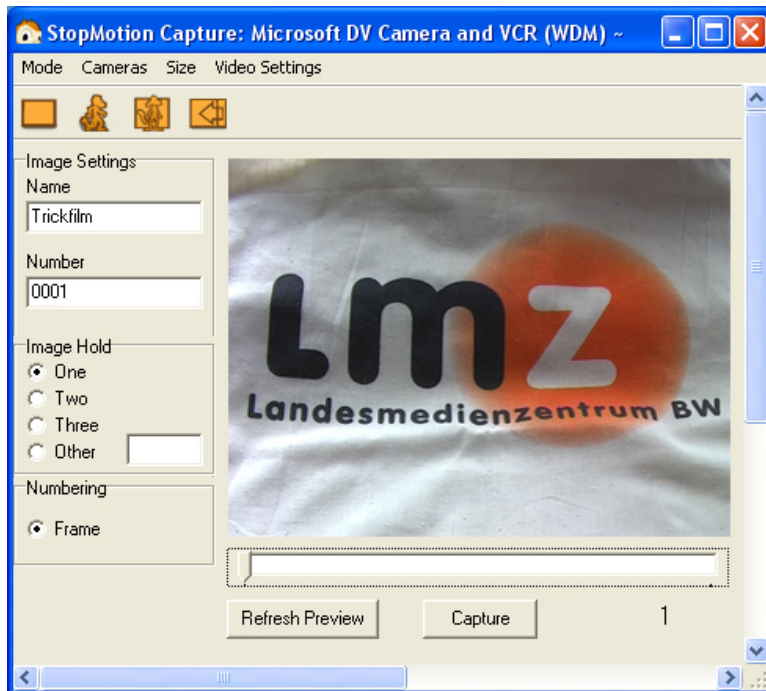 StopMotion Capture: Microsoft DV Camera and VCR (WDM) ~
Mode Cameras Size Video Settings
Image Settings
Name
Trickfilm
Number
0001
Image Hold
One
Two
Three
Other
Numbering
Frame
Lmz
Landesmedienzentrum BW
Refresh Preview Capture 1